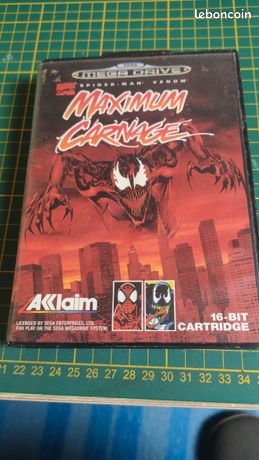 leboncoin
SEGA
MEGA DRIVE
MARVEL COMICS
SPIDER-MAN VENOM
MAXIMUM
CARNAGE
AKKlaim
16-BIT
CARTRIDGE
LICENSED BY SEGA ENTERPRISES, LTD.
FOR PLAY ON THE SEGA MEGADRIVE SYSTEM.
21 22 23 24 25 26 27 28 29 30 31 32 33 34